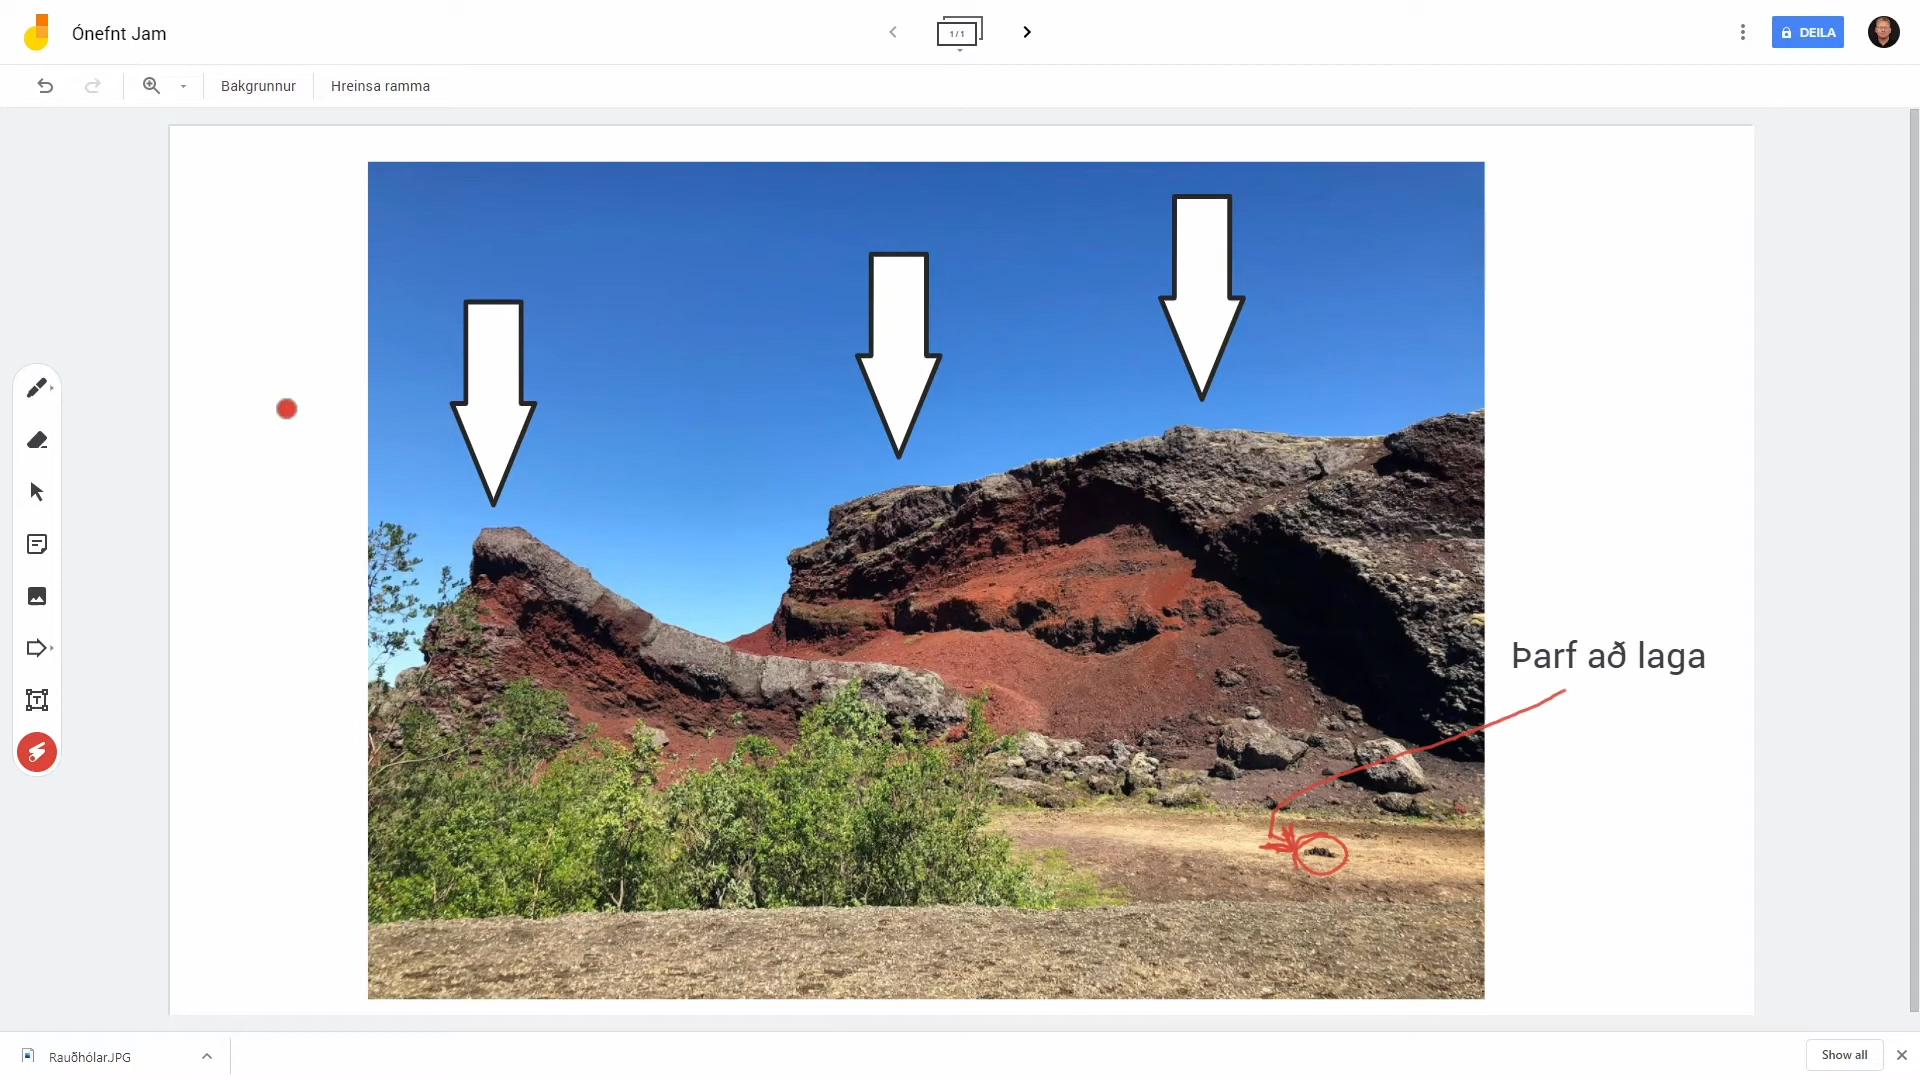 Ónefnt Jam
1 / 1
DEILA
Bakgrunnur
Hreinsa ramma
Þarf að laga
Rauðhólar.JPG
Show all